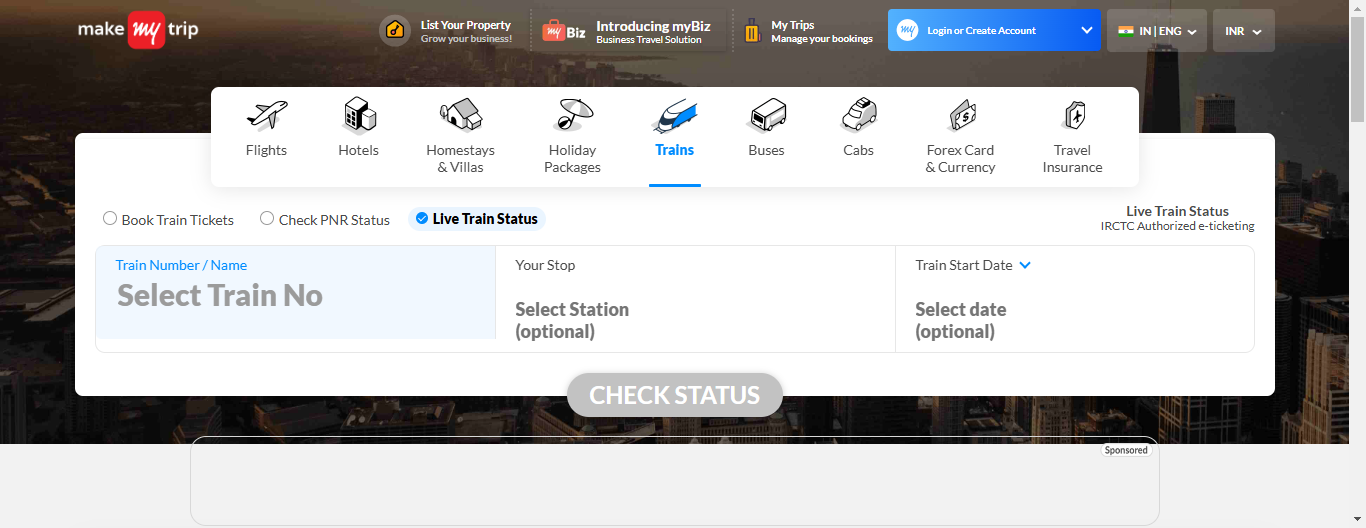 make my trip
List Your Property
Grow your business!
my Biz
Introducing myBiz
Business Travel Solution
My Trips
Manage your bookings
my
Login or Create Account
IN | ENG
INR
Flights
Hotels
Homestays
& Villas
Holiday
Packages
Trains
Buses
Cabs
Forex Card
& Currency
Travel
Insurance
Book Train Tickets
Check PNR Status
Live Train Status
Live Train Status
IRCTC Authorized e-ticketing
Train Number / Name
Select Train No
Your Stop
Select Station
(optional)
Train Start Date
Select date
(optional)
CHECK STATUS
Sponsored